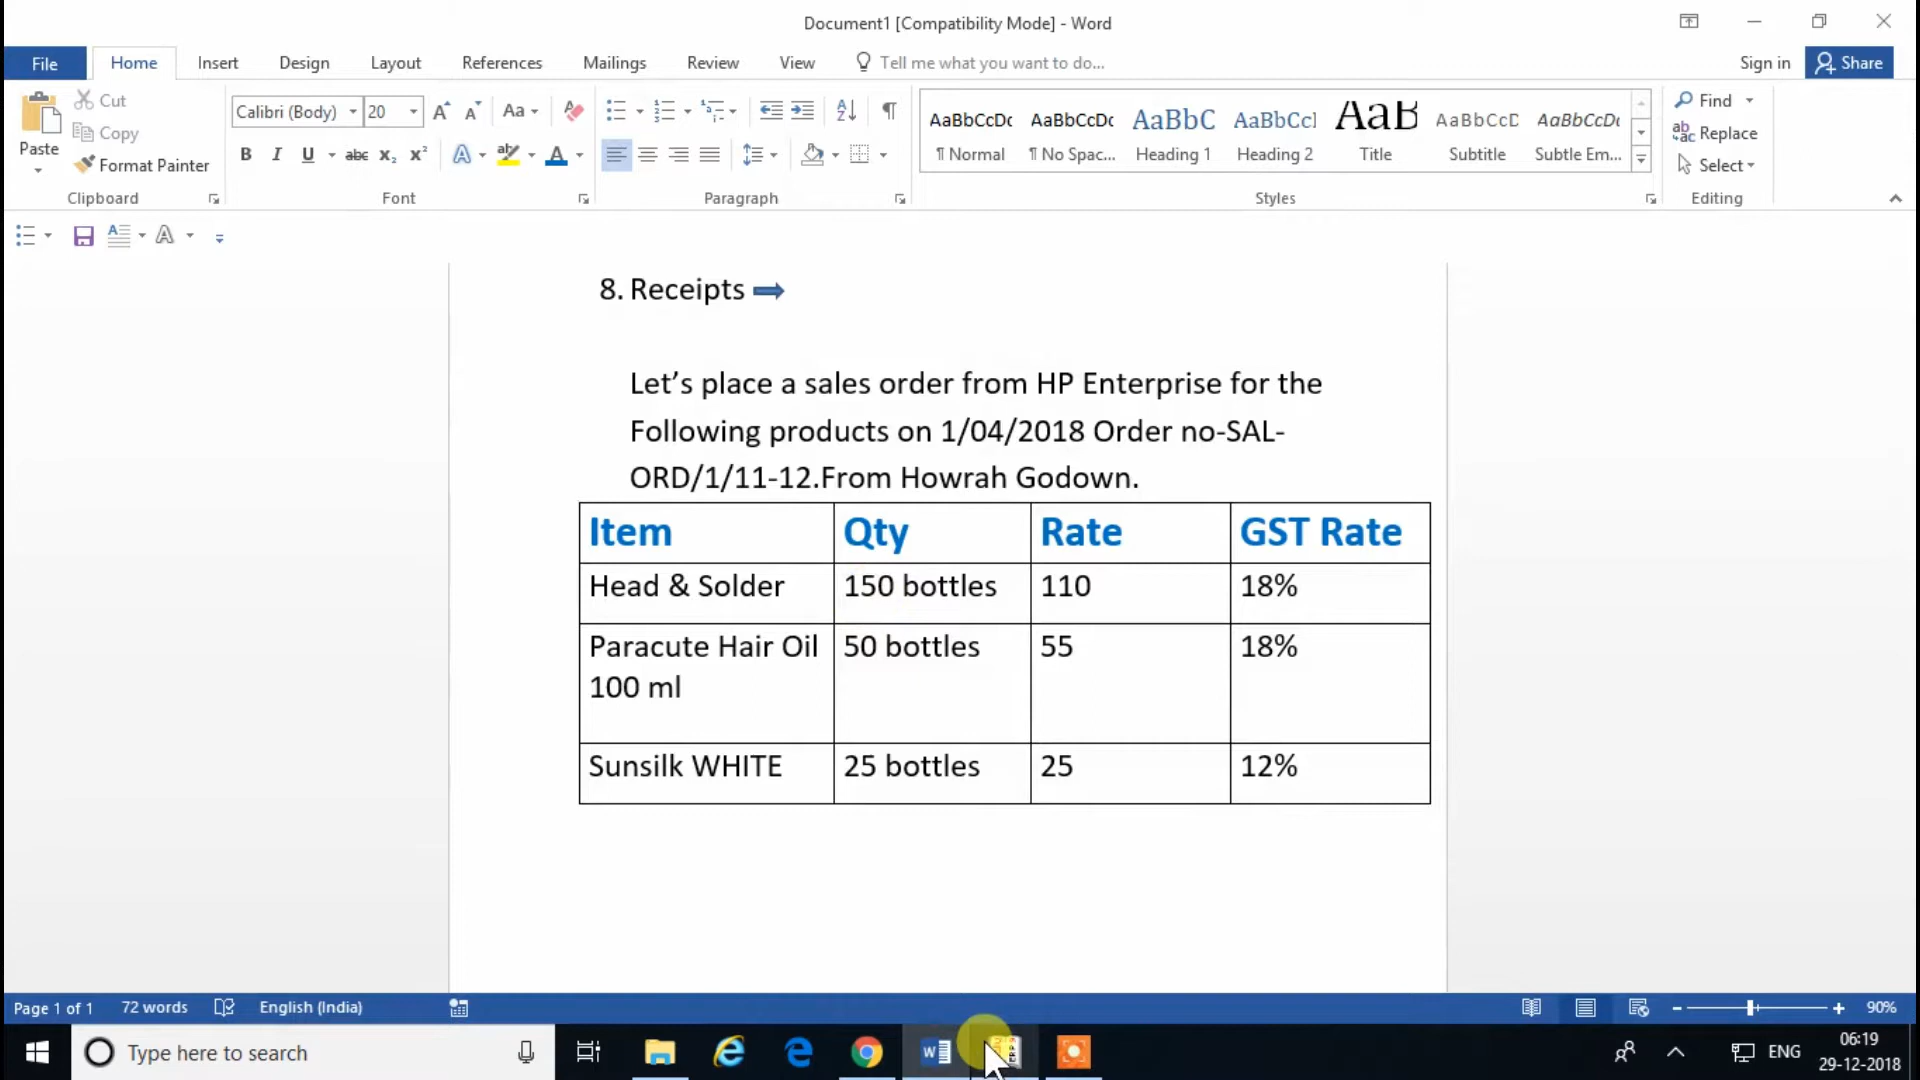 Document1 [Compatibility Mode] - Word
File Home Insert Design Layout References Mailings Review View Tell me what you want to do... Sign in Share
Cut
Copy
Format Painter
Paste
Clipboard
Calibri (Body) 20 Aa
B I U abc X₂ X² A ab A
Font
Paragraph
AaBbCcDc AaBbCcDc AaBbC AaBbCcI AaB AaBbCcD AaBbCcDc
¶ Normal ¶ No Spac... Heading 1 Heading 2 Title Subtitle Subtle Em...
Styles
Find
Replace
Select
Editing
8. Receipts
Let’s place a sales order from HP Enterprise for the
Following products on 1/04/2018 Order no-SAL-
ORD/1/11-12.From Howrah Godown.
Item Qty Rate GST Rate
Head & Solder 150 bottles 110 18%
Paracute Hair Oil 50 bottles 55 18%
100 ml
Sunsilk WHITE 25 bottles 25 12%
Page 1 of 1 72 words English (India) 90%
Type here to search
ENG
06:19
29-12-2018